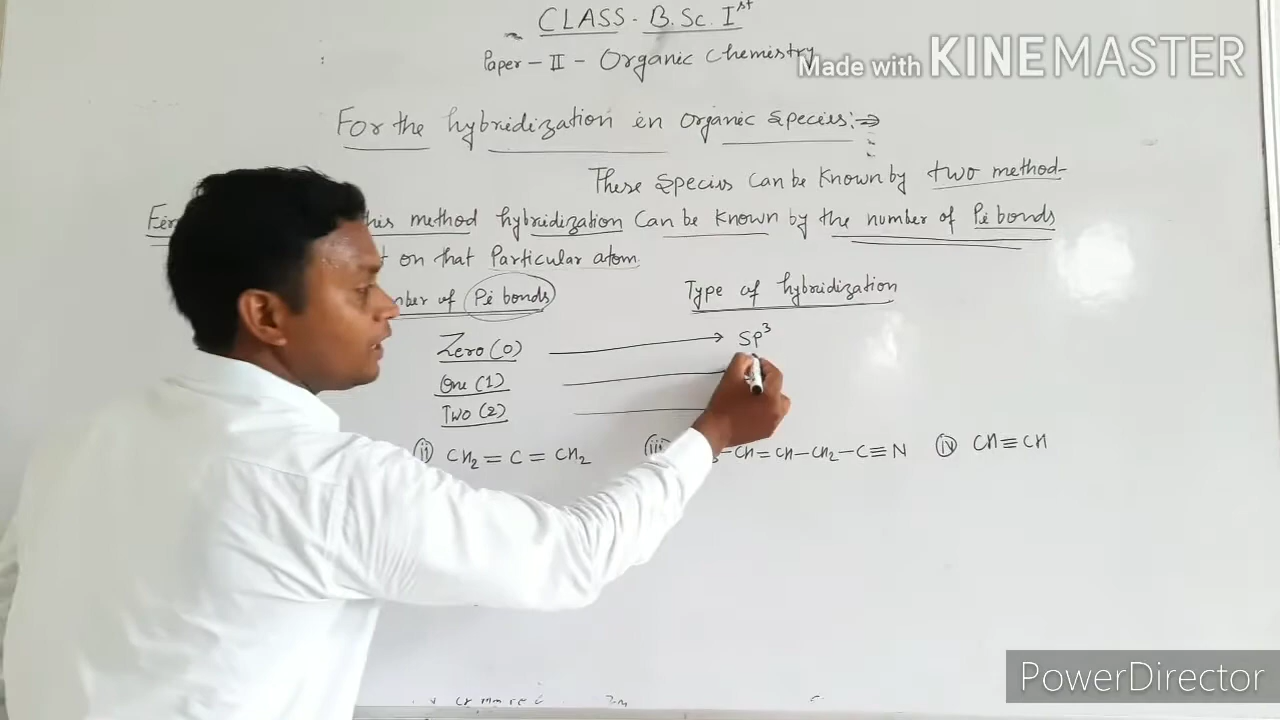 CLASS - B.Sc. Ist
Paper - II - Organic Chemistry
Made with KINEMASTER
For the hybridization in organic species:⇒
These species can be known by two method-
this method hybridization can be known by the number of Pi bonds
on that Particular atom.
Pi bonds
Type of hybridization
Zero (0) → sp³
One (1)
Two (2)
(ii) CH₂ = C = CH₂
(iii) -CH=CH-CH₂-C≡N
(iv) CH≡CH
PowerDirector